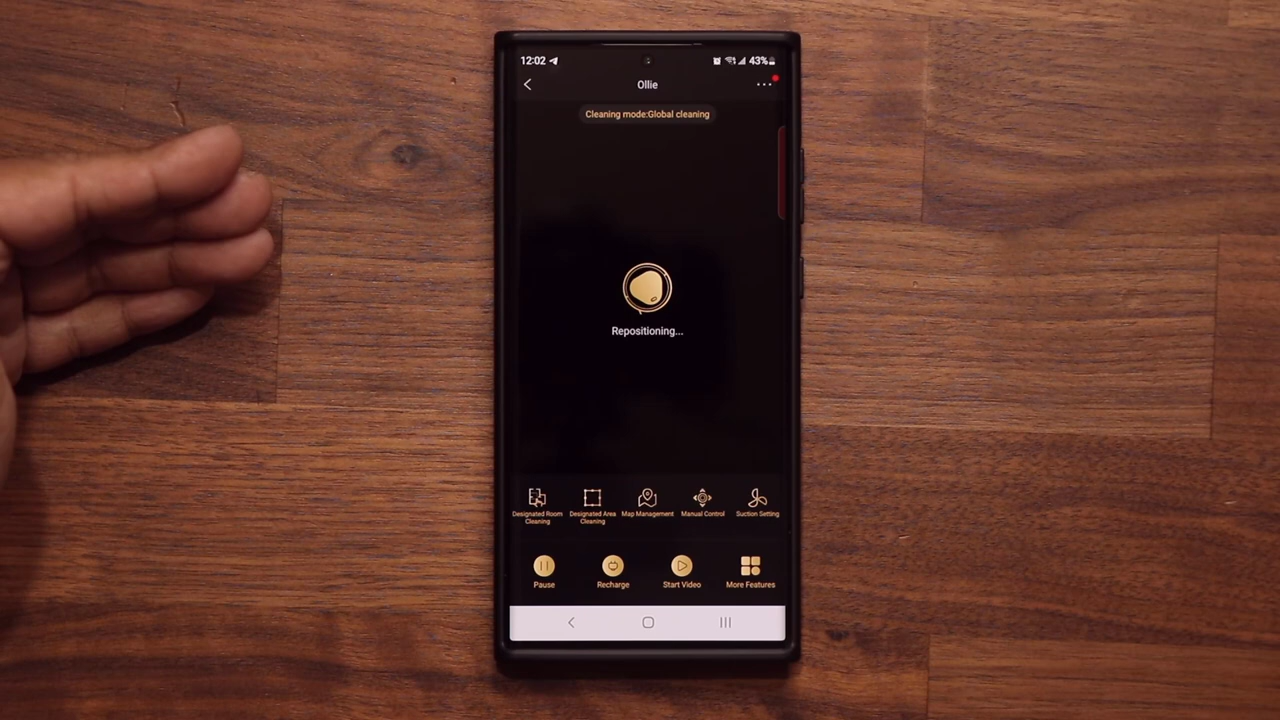 12:02
43%
Ollie
Cleaning mode:Global cleaning
Repositioning...
Designated Room
Cleaning
Designated Area
Cleaning
Map Management
Manual Control
Suction Setting
Pause
Recharge
Start Video
More Features